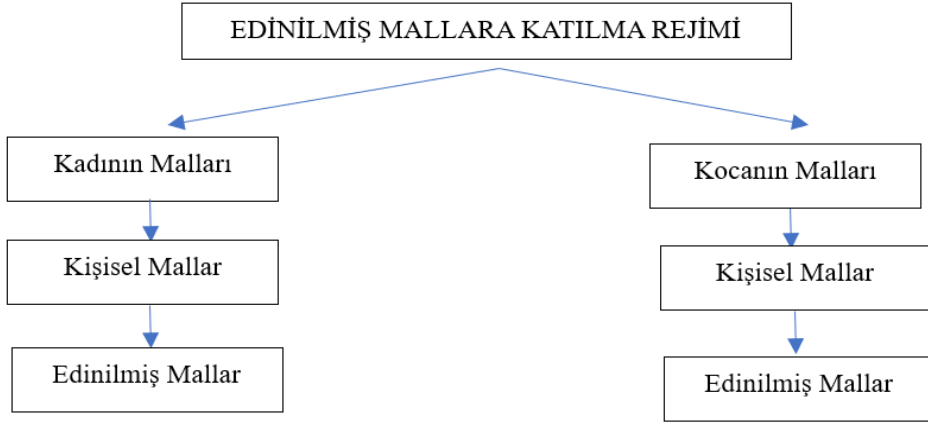 EDİNİLMİŞ MALLARA KATILMA REJİMİ
Kadının Malları
Kocanın Malları
Kişisel Mallar
Kişisel Mallar
Edinilmiş Mallar
Edinilmiş Mallar